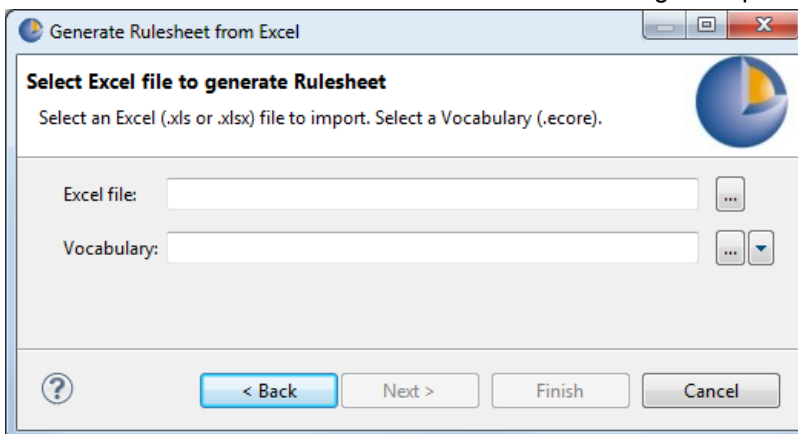 Generate Rulesheet from Excel
Select Excel file to generate Rulesheet
Select an Excel (.xls or .xlsx) file to import. Select a Vocabulary (.ecore).
Excel file:
...
Vocabulary:
...
?
< Back
Next >
Finish
Cancel